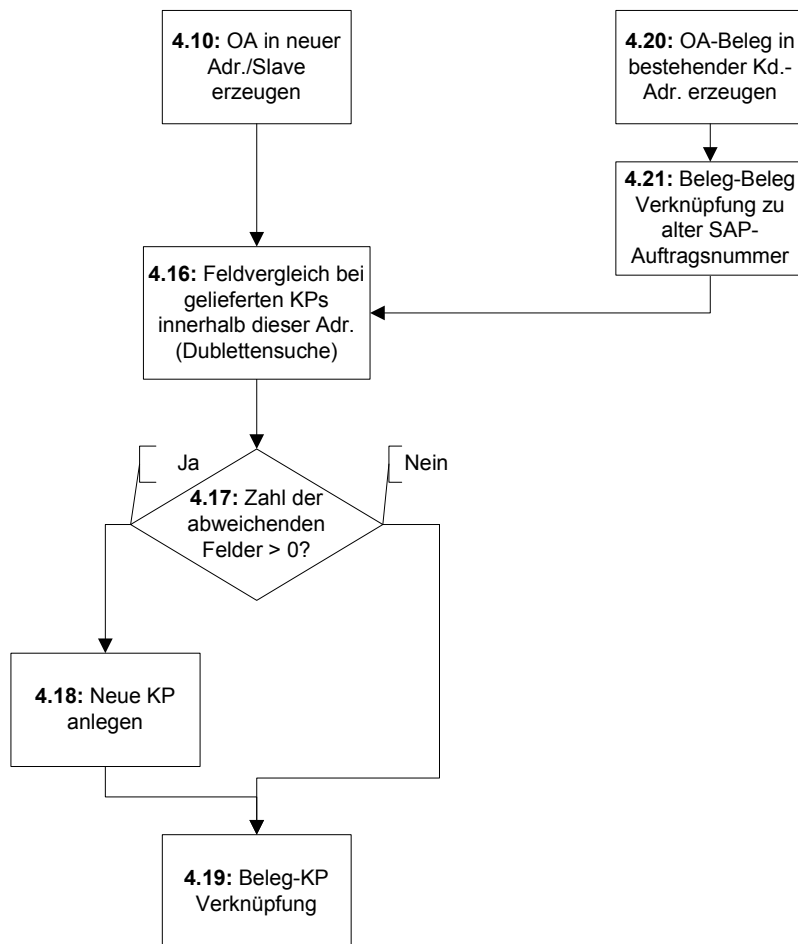 4.10: OA in neuer
Adr./Slave
erzeugen
4.20: OA-Beleg in
bestehender Kd.-
Adr. erzeugen
4.21: Beleg-Beleg
Verknüpfung zu
alter SAP-
Auftragsnummer
4.16: Feldvergleich bei
gelieferten KPs
innerhalb dieser Adr.
(Dublettensuche)
Ja
Nein
4.17: Zahl der
abweichenden
Felder > 0?
4.18: Neue KP
anlegen
4.19: Beleg-KP
Verknüpfung